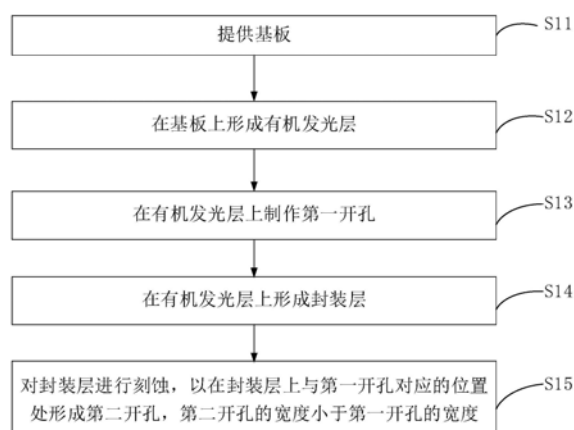 提供基板
S11
在基板上形成有机发光层
S12
在有机发光层上制作第一开孔
S13
在有机发光层上形成封装层
S14
对封装层进行刻蚀，以在封装层上与第一开孔对应的位置
处形成第二开孔，第二开孔的宽度小于第一开孔的宽度
S15